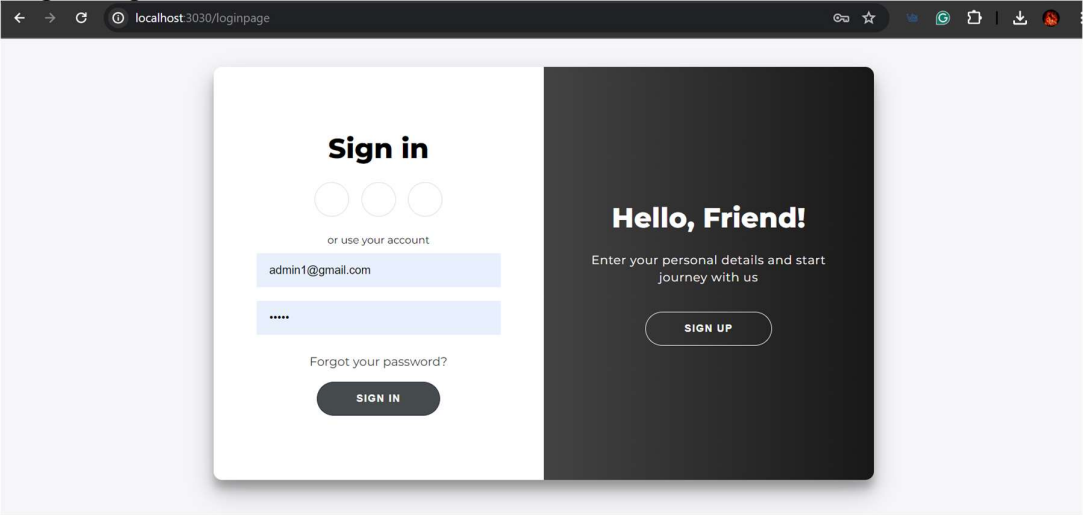 localhost:3030/loginpage
Sign in
or use your account
admin1@gmail.com
•••••
Forgot your password?
SIGN IN
Hello, Friend!
Enter your personal details and start
journey with us
SIGN UP